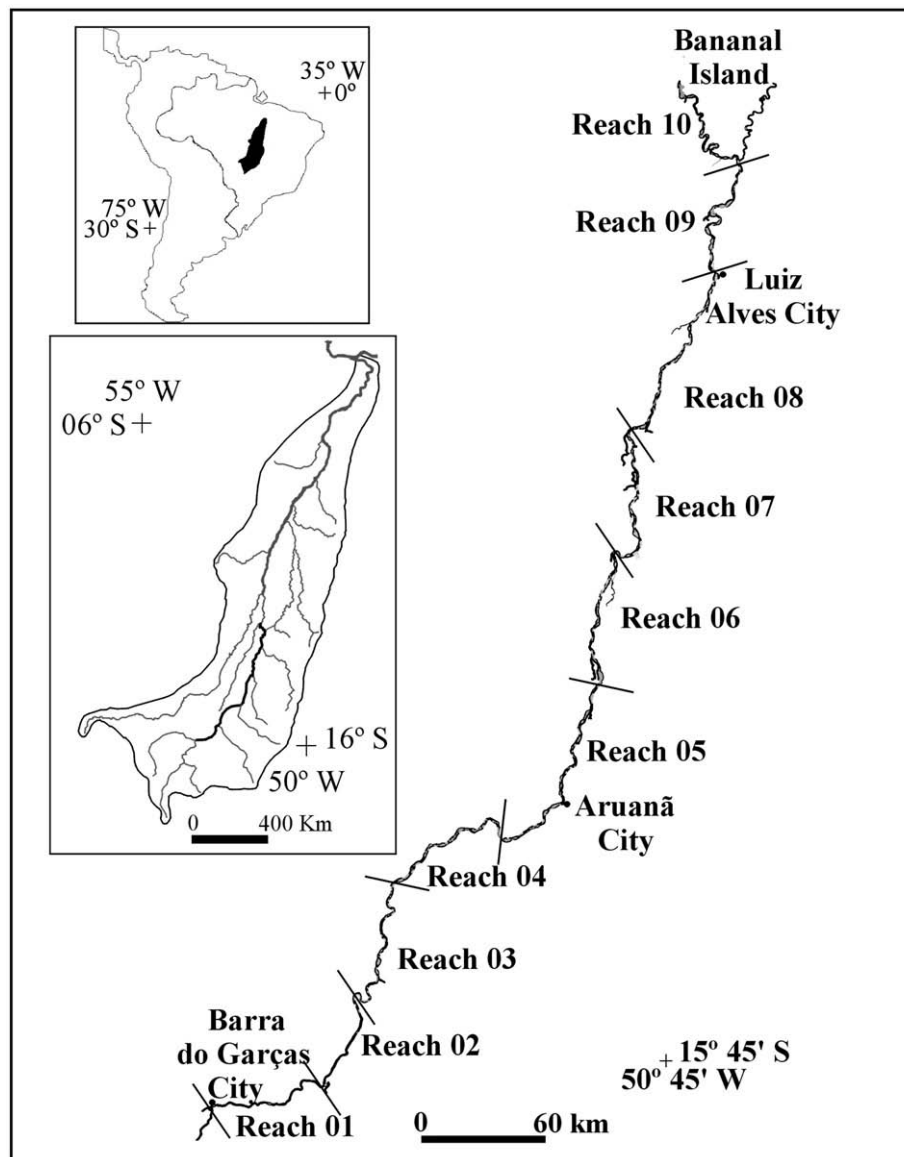 35º W
+0º
75º W
30º S+
55º W
06º S +
+ 16º S
50º W
0 400 Km
Bananal
Island
Reach 10
Reach 09
Luiz
Alves City
Reach 08
Reach 07
Reach 06
Reach 05
Aruanã
City
Reach 04
Reach 03
Barra
do Garças
City
Reach 02
Reach 01
+ 15º 45' S
50º 45' W
0 60 km